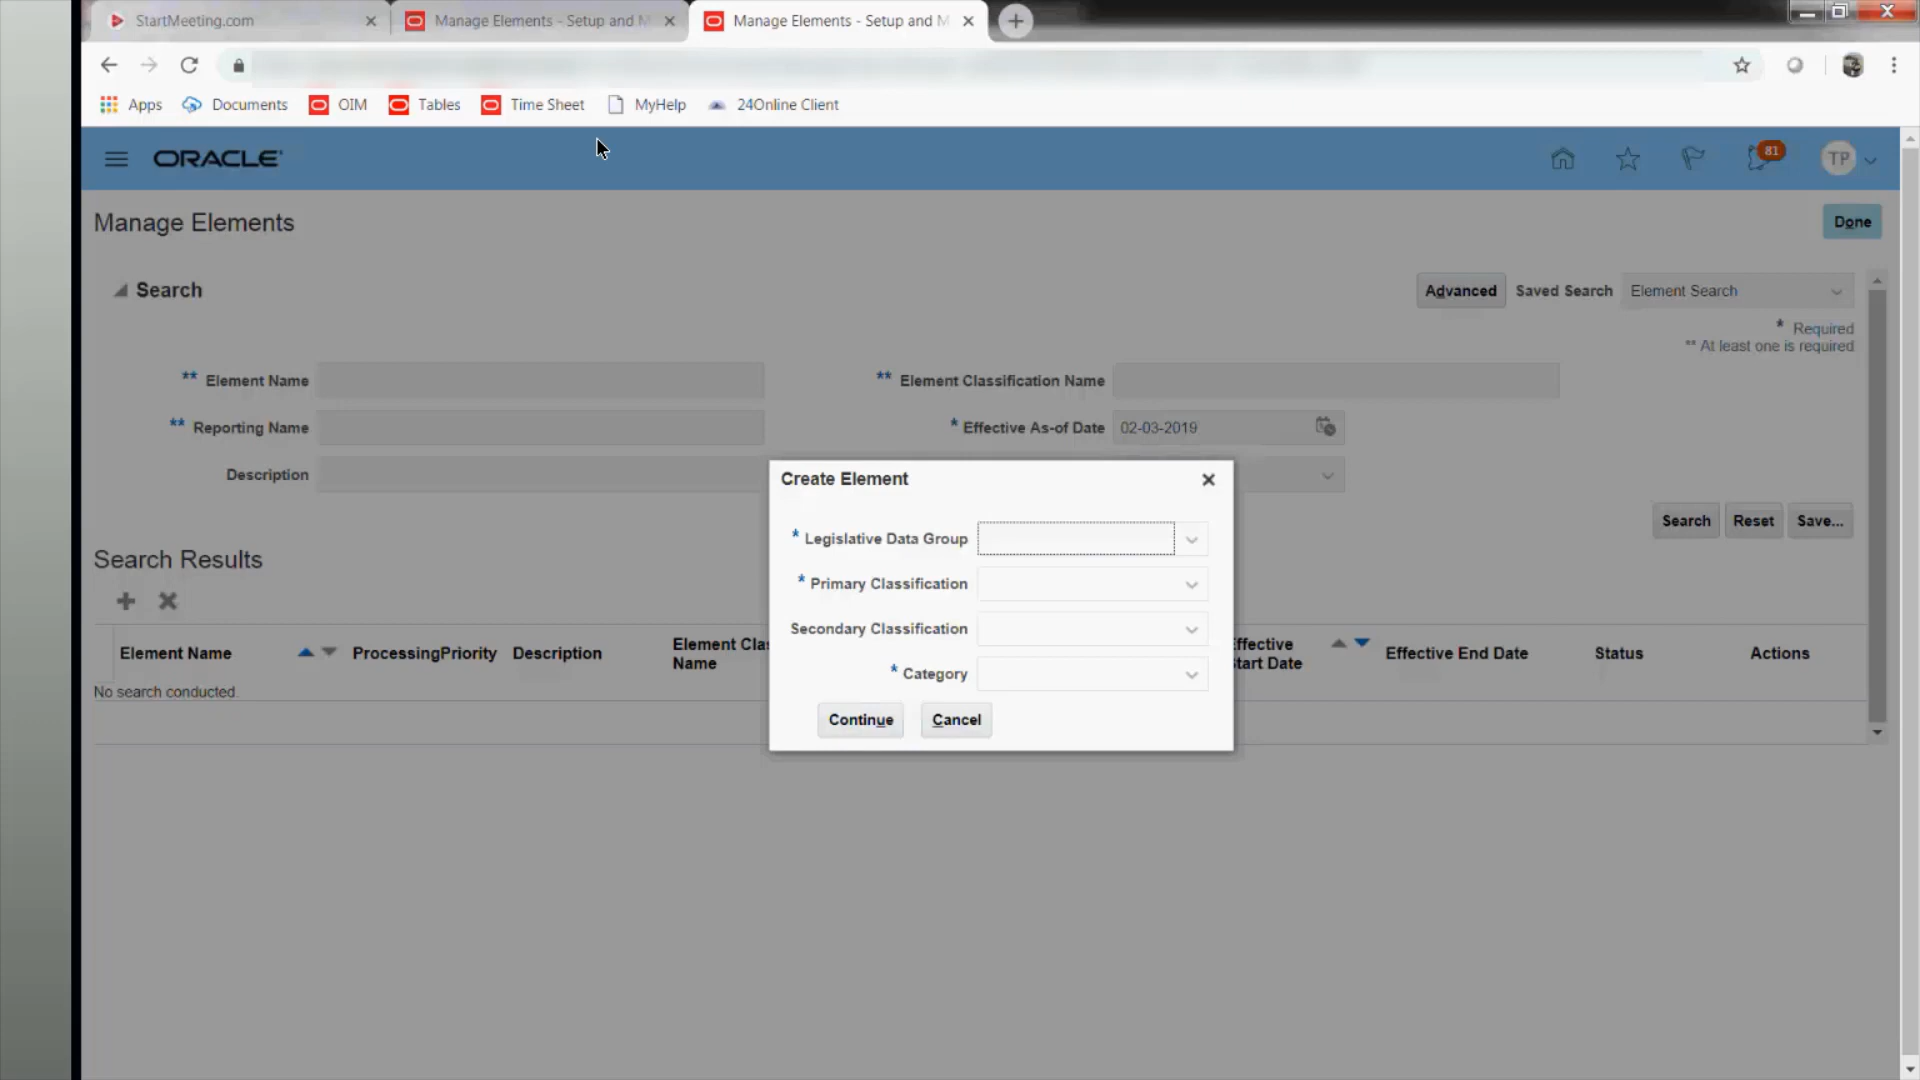 StartMeeting.com
Manage Elements - Setup and M
Manage Elements - Setup and M
Apps Documents OIM Tables Time Sheet MyHelp 24Online Client
ORACLE
81
TP
Manage Elements
Done
Search
Advanced Saved Search Element Search
* Required
** At least one is required
** Element Name
** Element Classification Name
** Reporting Name
* Effective As-of Date 02-03-2019
Description
Create Element
* Legislative Data Group
* Primary Classification
Secondary Classification
* Category
Continue Cancel
Search Reset Save...
Search Results
Element Name ProcessingPriority Description Element Cla
Name
ffective
tart Date Effective End Date Status Actions
No search conducted.